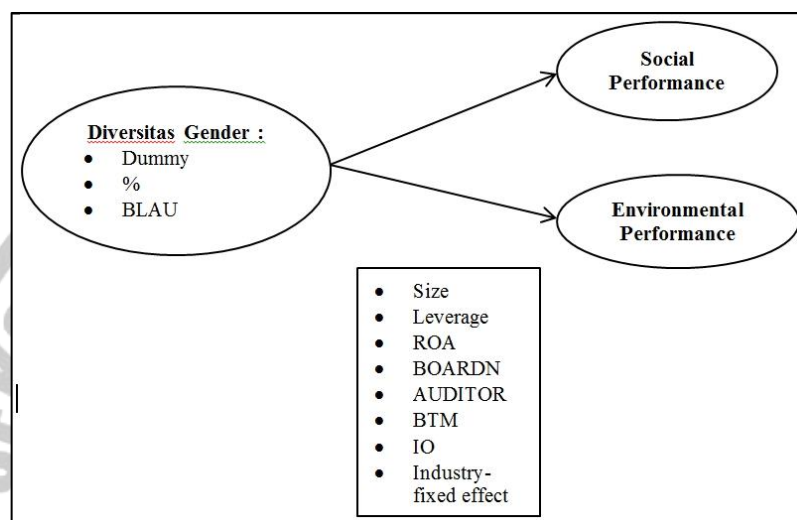 Social
Performance
Diversitas Gender :
• Dummy
• %
• BLAU
Environmental
Performance
• Size
• Leverage
• ROA
• BOARDN
• AUDITOR
• BTM
• IO
• Industry-
fixed effect